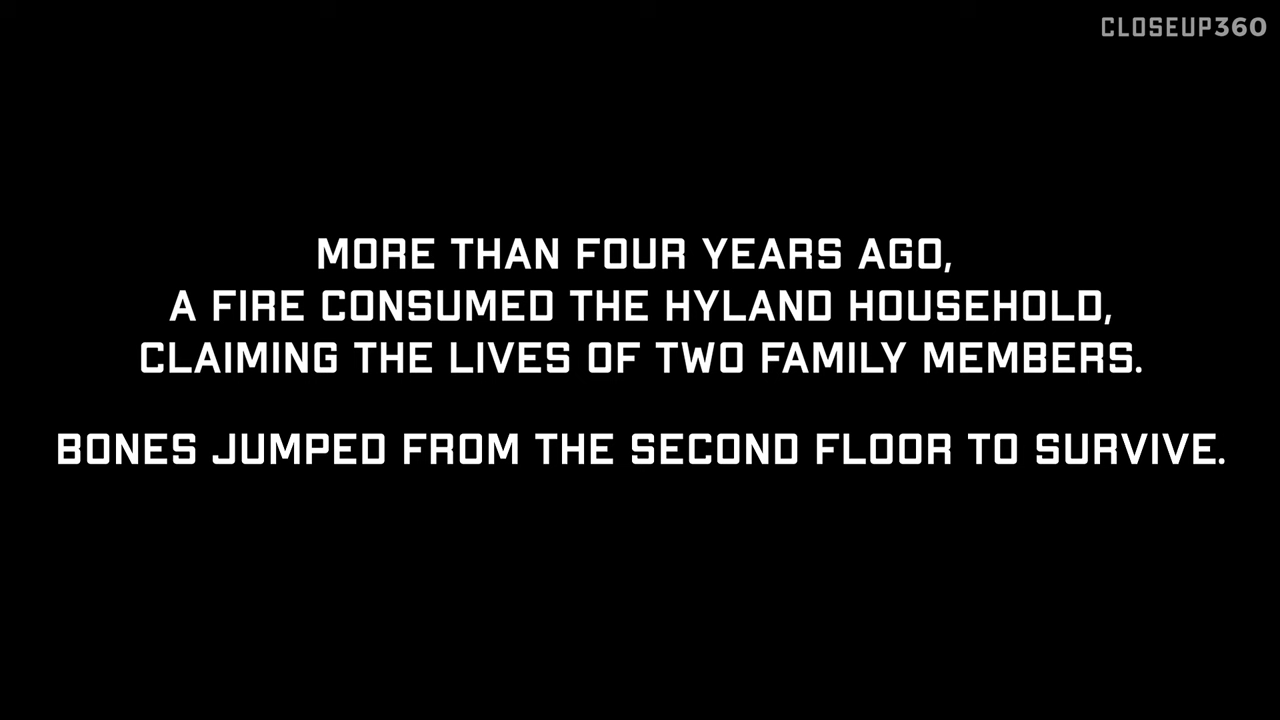 CLOSEUP360
MORE THAN FOUR YEARS AGO,
A FIRE CONSUMED THE HYLAND HOUSEHOLD,
CLAIMING THE LIVES OF TWO FAMILY MEMBERS.
BONES JUMPED FROM THE SECOND FLOOR TO SURVIVE.